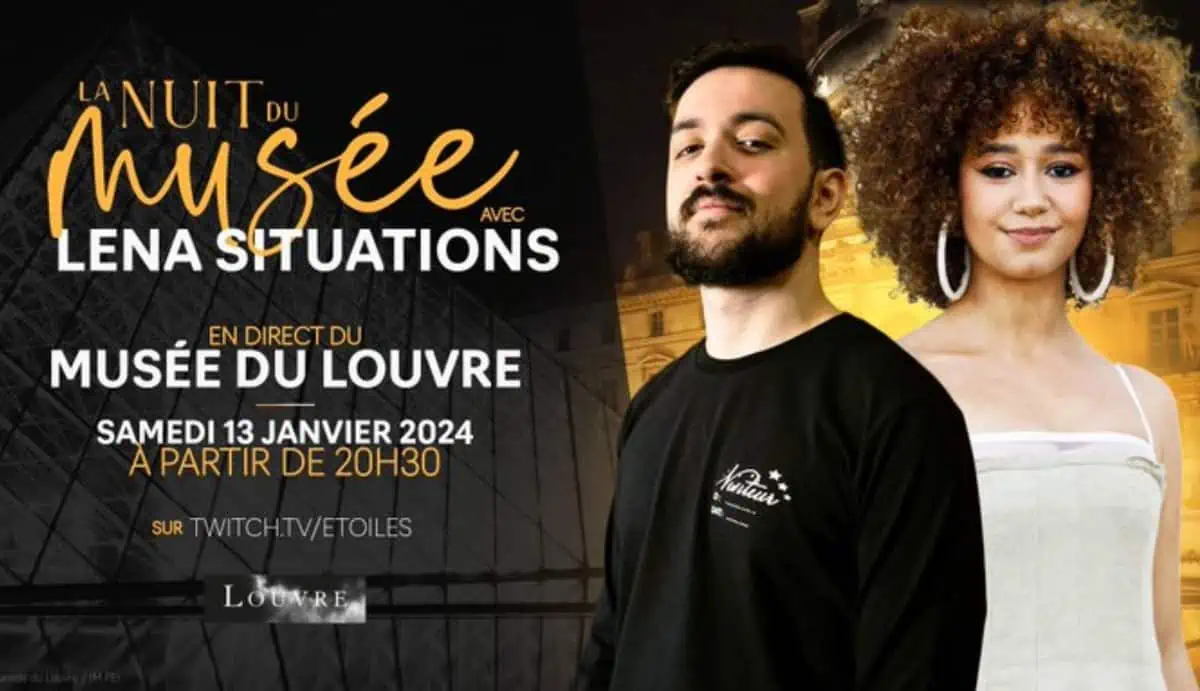 LA NUIT DU
musée
AVEC
LENA SITUATIONS
EN DIRECT DU
MUSÉE DU LOUVRE
SAMEDI 13 JANVIER 2024
À PARTIR DE 20H30
SUR TWITCH.TV/ETOILES
LOUVRE